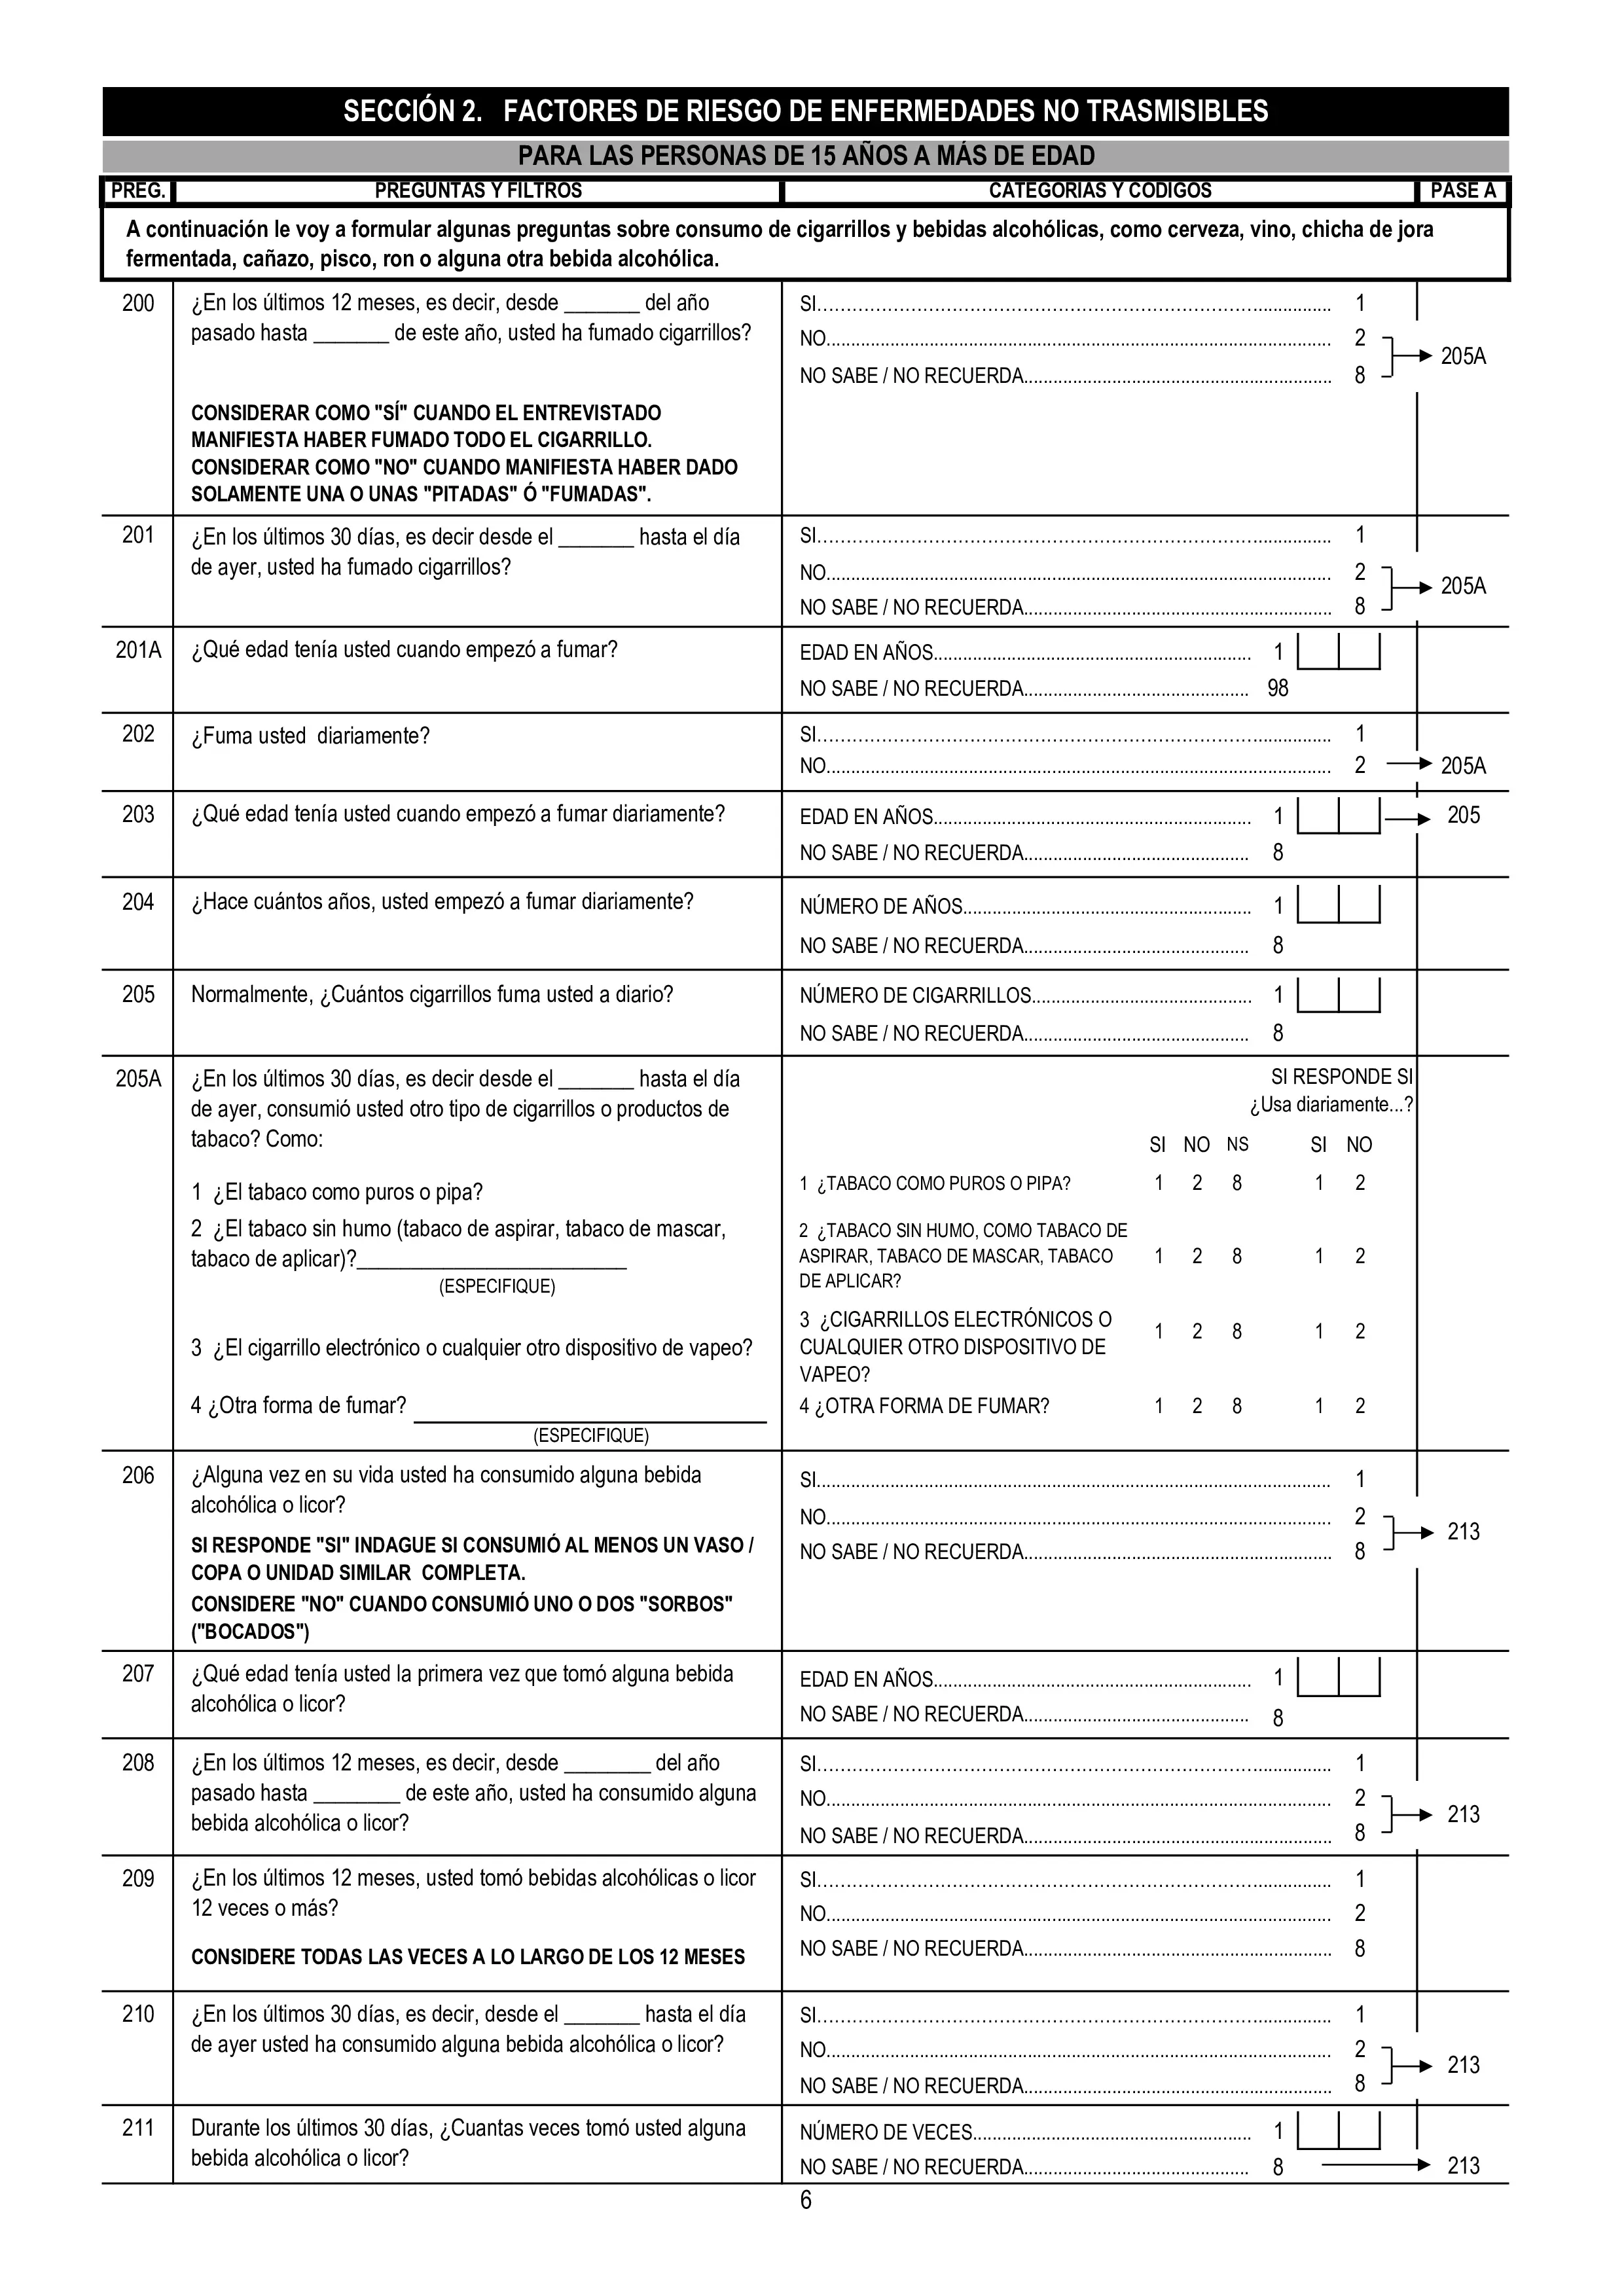 SECCIÓN 2. FACTORES DE RIESGO DE ENFERMEDADES NO TRASMISIBLES
PARA LAS PERSONAS DE 15 AÑOS A MÁS DE EDAD
PREG. PREGUNTAS Y FILTROS CATEGORIAS Y CODIGOS PASE A
A continuación le voy a formular algunas preguntas sobre consumo de cigarrillos y bebidas alcohólicas, como cerveza, vino, chicha de jora
fermentada, cañazo, pisco, ron o alguna otra bebida alcohólica.
200
¿En los últimos 12 meses, es decir, desde _______ del año
pasado hasta _______ de este año, usted ha fumado cigarrillos?
CONSIDERAR COMO "SÍ" CUANDO EL ENTREVISTADO
MANIFIESTA HABER FUMADO TODO EL CIGARRILLO.
CONSIDERAR COMO "NO" CUANDO MANIFIESTA HABER DADO
SOLAMENTE UNA O UNAS "PITADAS" Ó "FUMADAS".
SI.................... 1
NO.................... 2
NO SABE / NO RECUERDA.................... 8
205A
201
¿En los últimos 30 días, es decir desde el _______ hasta el día
de ayer, usted ha fumado cigarrillos?
SI.................... 1
NO.................... 2
NO SABE / NO RECUERDA.................... 8
205A
201A
¿Qué edad tenía usted cuando empezó a fumar?
EDAD EN AÑOS.................... 1
NO SABE / NO RECUERDA.................... 98
202
¿Fuma usted diariamente?
SI.................... 1
NO.................... 2 205A
203
¿Qué edad tenía usted cuando empezó a fumar diariamente?
EDAD EN AÑOS.................... 1 205
NO SABE / NO RECUERDA.................... 8
204
¿Hace cuántos años, usted empezó a fumar diariamente?
NÚMERO DE AÑOS.................... 1
NO SABE / NO RECUERDA.................... 8
205
Normalmente, ¿Cuántos cigarrillos fuma usted a diario?
NÚMERO DE CIGARRILLOS.................... 1
NO SABE / NO RECUERDA.................... 8
205A
¿En los últimos 30 días, es decir desde el _______ hasta el día
de ayer, consumió usted otro tipo de cigarrillos o productos de
tabaco? Como:
1 ¿El tabaco como puros o pipa?
2 ¿El tabaco sin humo (tabaco de aspirar, tabaco de mascar,
tabaco de aplicar)?_________________________
(ESPECIFIQUE)
3 ¿El cigarrillo electrónico o cualquier otro dispositivo de vapeo?
4 ¿Otra forma de fumar? _________________________
(ESPECIFIQUE)
SI RESPONDE SI
¿Usa diariamente...?
SI NO NS SI NO
1 ¿TABACO COMO PUROS O PIPA? 1 2 8 1 2
2 ¿TABACO SIN HUMO, COMO TABACO DE
ASPIRAR, TABACO DE MASCAR, TABACO 1 2 8 1 2
DE APLICAR?
3 ¿CIGARRILLOS ELECTRÓNICOS O
CUALQUIER OTRO DISPOSITIVO DE 1 2 8 1 2
VAPEO?
4 ¿OTRA FORMA DE FUMAR? 1 2 8 1 2
206
¿Alguna vez en su vida usted ha consumido alguna bebida
alcohólica o licor?
SI RESPONDE "SI" INDAGUE SI CONSUMIÓ AL MENOS UN VASO /
COPA O UNIDAD SIMILAR COMPLETA.
CONSIDERE "NO" CUANDO CONSUMIÓ UNO O DOS "SORBOS"
("BOCADOS")
SI.................... 1
NO.................... 2
NO SABE / NO RECUERDA.................... 8
213
207
¿Qué edad tenía usted la primera vez que tomó alguna bebida
alcohólica o licor?
EDAD EN AÑOS.................... 1
NO SABE / NO RECUERDA.................... 8
208
¿En los últimos 12 meses, es decir, desde ________ del año
pasado hasta ________ de este año, usted ha consumido alguna
bebida alcohólica o licor?
SI.................... 1
NO.................... 2
NO SABE / NO RECUERDA.................... 8
213
209
¿En los últimos 12 meses, usted tomó bebidas alcohólicas o licor
12 veces o más?
CONSIDERE TODAS LAS VECES A LO LARGO DE LOS 12 MESES
SI.................... 1
NO.................... 2
NO SABE / NO RECUERDA.................... 8
210
¿En los últimos 30 días, es decir, desde el _______ hasta el día
de ayer usted ha consumido alguna bebida alcohólica o licor?
SI.................... 1
NO.................... 2
NO SABE / NO RECUERDA.................... 8
213
211
Durante los últimos 30 días, ¿Cuantas veces tomó usted alguna
bebida alcohólica o licor?
NÚMERO DE VECES.................... 1
NO SABE / NO RECUERDA.................... 8 213
6